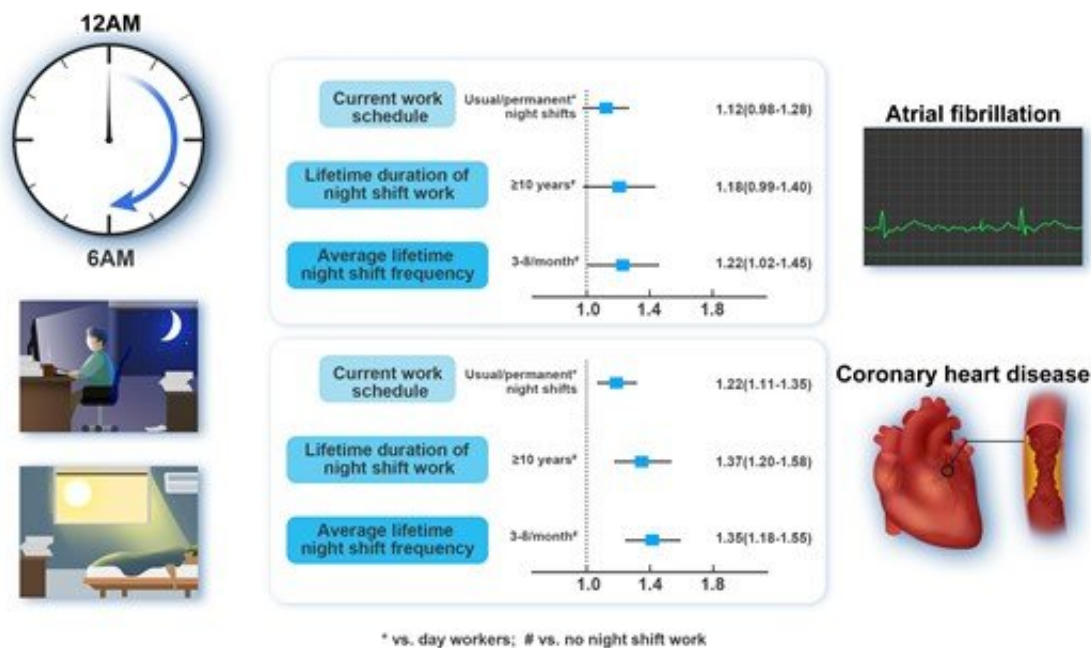 12AM
6AM
Current work
schedule
Usual/permanent*
night shifts
1.12(0.98-1.28)
Lifetime duration of
night shift work
≥10 years*
1.18(0.99-1.40)
Average lifetime
night shift frequency
3-8/month*
1.22(1.02-1.45)
1.0 1.4 1.8
Atrial fibrillation
Current work
schedule
Usual/permanent*
night shifts
1.22(1.11-1.35)
Lifetime duration of
night shift work
≥10 years*
1.37(1.20-1.58)
Average lifetime
night shift frequency
3-8/month*
1.35(1.18-1.55)
1.0 1.4 1.8
Coronary heart disease
* vs. day workers; # vs. no night shift work